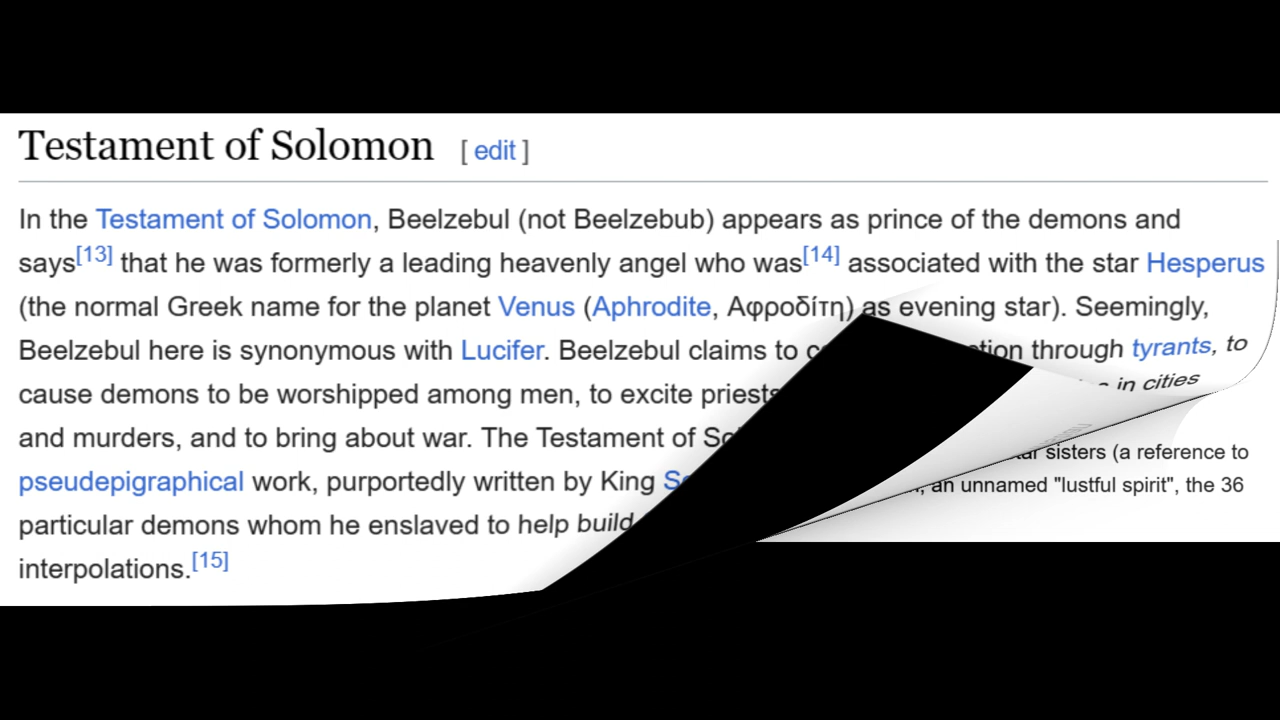 Testament of Solomon [ edit ]
In the Testament of Solomon, Beelzebul (not Beelzebub) appears as prince of the demons and
says[13] that he was formerly a leading heavenly angel who was[14] associated with the star Hesperus
(the normal Greek name for the planet Venus (Aphrodite, Αφροδίτη) as evening star). Seemingly,
Beelzebul here is synonymous with Lucifer. Beelzebul claims to through tyrants, to
cause demons to be worshipped among men, to excite priests in cities
and murders, and to bring about war. The Testament of
sisters (a reference to
pseudepigraphical work, purportedly written by King
an unnamed "lustful spirit", the 36
particular demons whom he enslaved to help build
interpolations.[15]